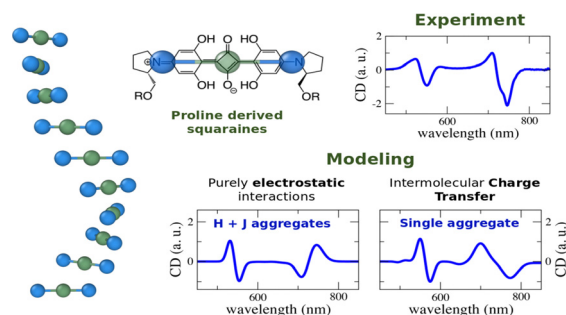 Experiment
OH
O
HO
N
N
⊕
OH
O
⊖
HO
RO
OR
Proline derived
squaraines
CD (a. u.)
2
0
-2
600
800
wavelength (nm)
Modeling
Purely electrostatic
interactions
Intermolecular Charge
Transfer
H + J aggregates
CD (a. u.)
2
0
600
800
wavelength (nm)
Single aggregate
CD (a. u.)
2
0
600
800
wavelength (nm)
CD (a. u.)